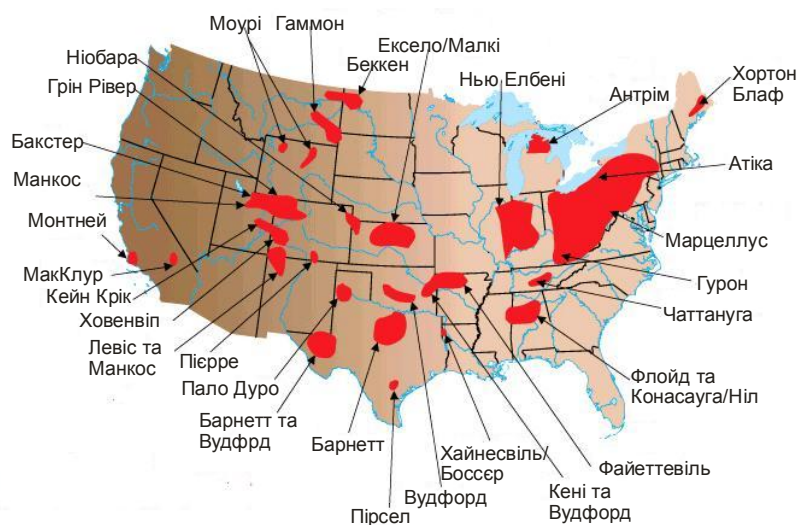 Моурі
Гаммон
Ніобара
Ексело/Малкі
Беккен
Грін Рівер
Нью Елбені
Хортон
Блаф
Антрім
Бакстер
Атіка
Манкос
Монтней
Марцеллус
МакКлур
Кейн Крік
Гурон
Чаттануга
Ховенвіп
Левіс та
Манкос
Пієрре
Пало Дуро
Флойд та
Конасауга/Ніл
Барнетт та
Вудфрд
Барнетт
Хайнесвіль/
Боссєр
Файеттевіль
Вудфорд
Кені та
Вудфорд
Пірсел